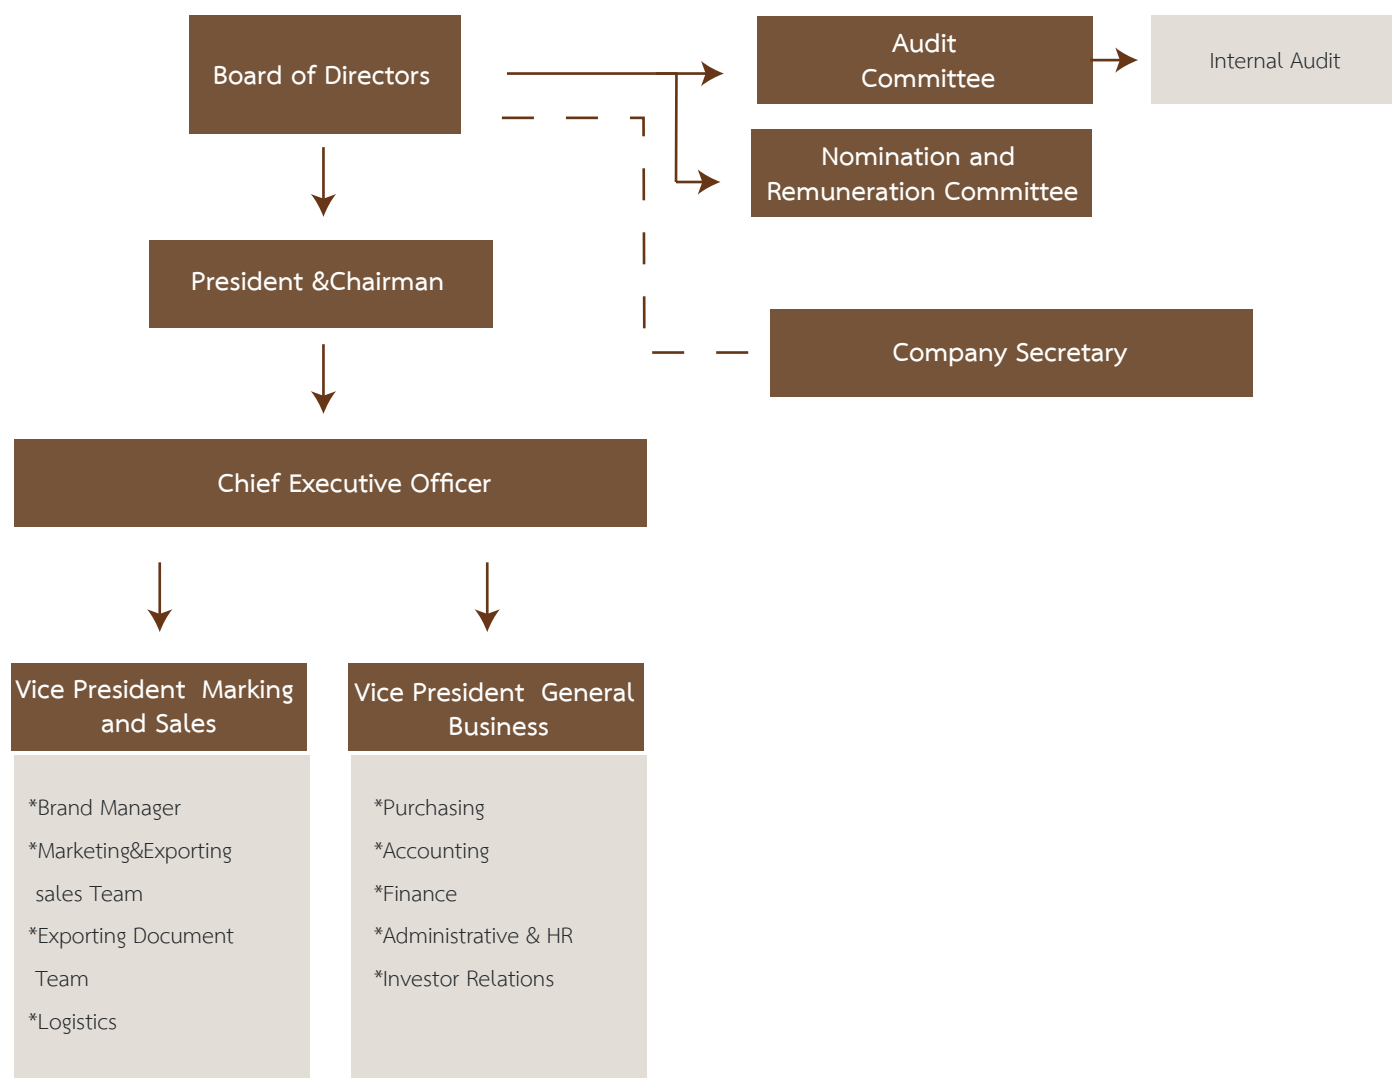 Board of Directors
Audit
Committee
Internal Audit
Nomination and
Remuneration Committee
President &Chairman
Company Secretary
Chief Executive Officer
Vice President  Marking
and Sales
*Brand Manager
*Marketing&Exporting
sales Team
*Exporting Document
Team
*Logistics
Vice President  General
Business
*Purchasing
*Accounting
*Finance
*Administrative & HR
*Investor Relations